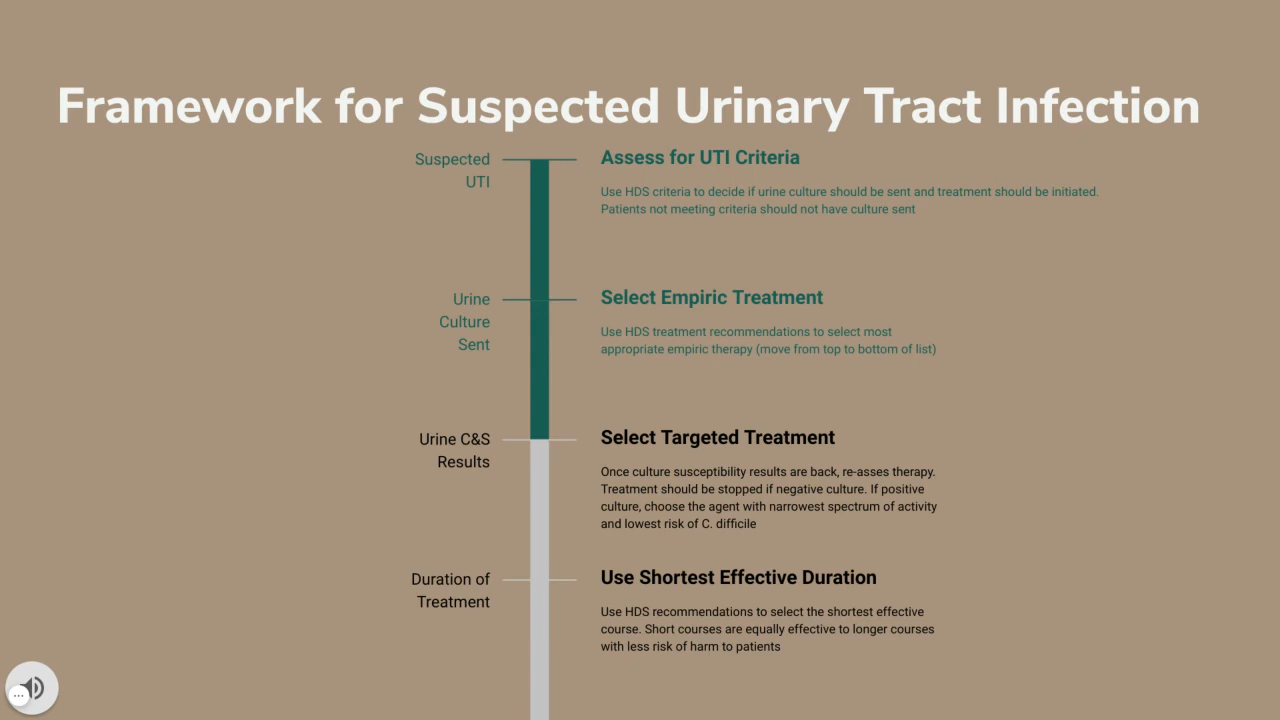 Framework for Suspected Urinary Tract Infection
Suspected
UTI
Assess for UTI Criteria
Use HDS criteria to decide if urine culture should be sent and treatment should be initiated.
Patients not meeting criteria should not have culture sent
Urine
Culture
Sent
Select Empiric Treatment
Use HDS treatment recommendations to select most
appropriate empiric therapy (move from top to bottom of list)
Urine C&S
Results
Select Targeted Treatment
Once culture susceptibility results are back, re-asses therapy.
Treatment should be stopped if negative culture. If positive
culture, choose the agent with narrowest spectrum of activity
and lowest risk of C. difficile
Duration of
Treatment
Use Shortest Effective Duration
Use HDS recommendations to select the shortest effective
course. Short courses are equally effective to longer courses
with less risk of harm to patients